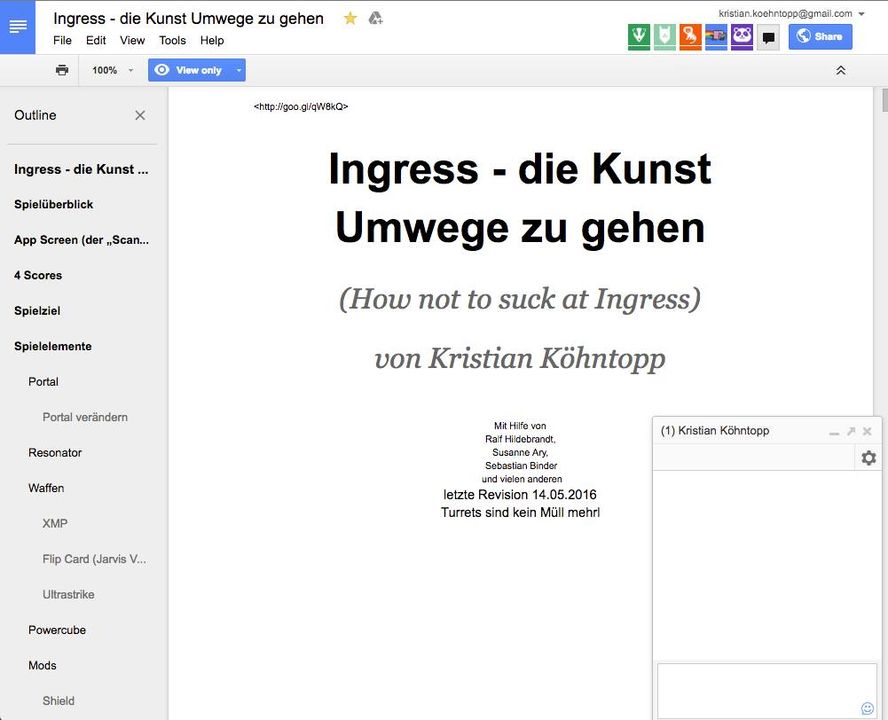 Ingress - die Kunst Umwege zu gehen
kristian.koehntopp@gmail.com
File Edit View Tools Help
Share
100%
View only
Outline
Ingress - die Kunst ...
Spielüberblick
App Screen (der „Scan...
4 Scores
Spielziel
Spielelemente
Portal
Portal verändern
Resonator
Waffen
XMP
Flip Card (Jarvis V...
Ultrastrike
Powercube
Mods
Shield
<http://goo.gl/qW8kQ>
Ingress - die Kunst
Umwege zu gehen
(How not to suck at Ingress)
von Kristian Köhntopp
Mit Hilfe von
Ralf Hildebrandt,
Susanne Ary,
Sebastian Binder
und vielen anderen
letzte Revision 14.05.2016
Turrets sind kein Müll mehr!
(1) Kristian Köhntopp